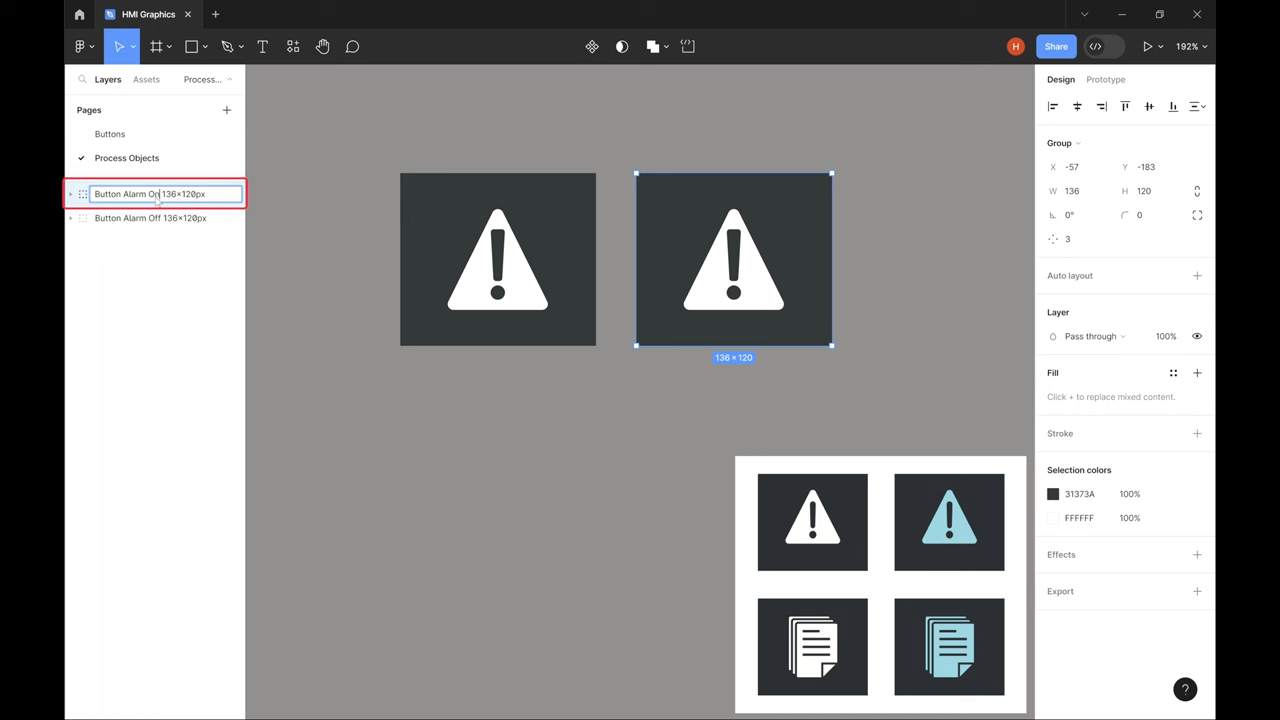 HMI Graphics
H
Share
192%
Layers
Assets
Process...
Pages
Buttons
Process Objects
Button Alarm On 136×120px
Button Alarm Off 136×120px
136 × 120
Design
Prototype
Group
X -57
Y -183
W 136
H 120
0°
0
3
Auto layout
Layer
Pass through
100%
Fill
Click + to replace mixed content.
Stroke
Selection colors
31373A 100%
FFFFFF 100%
Effects
Export
?